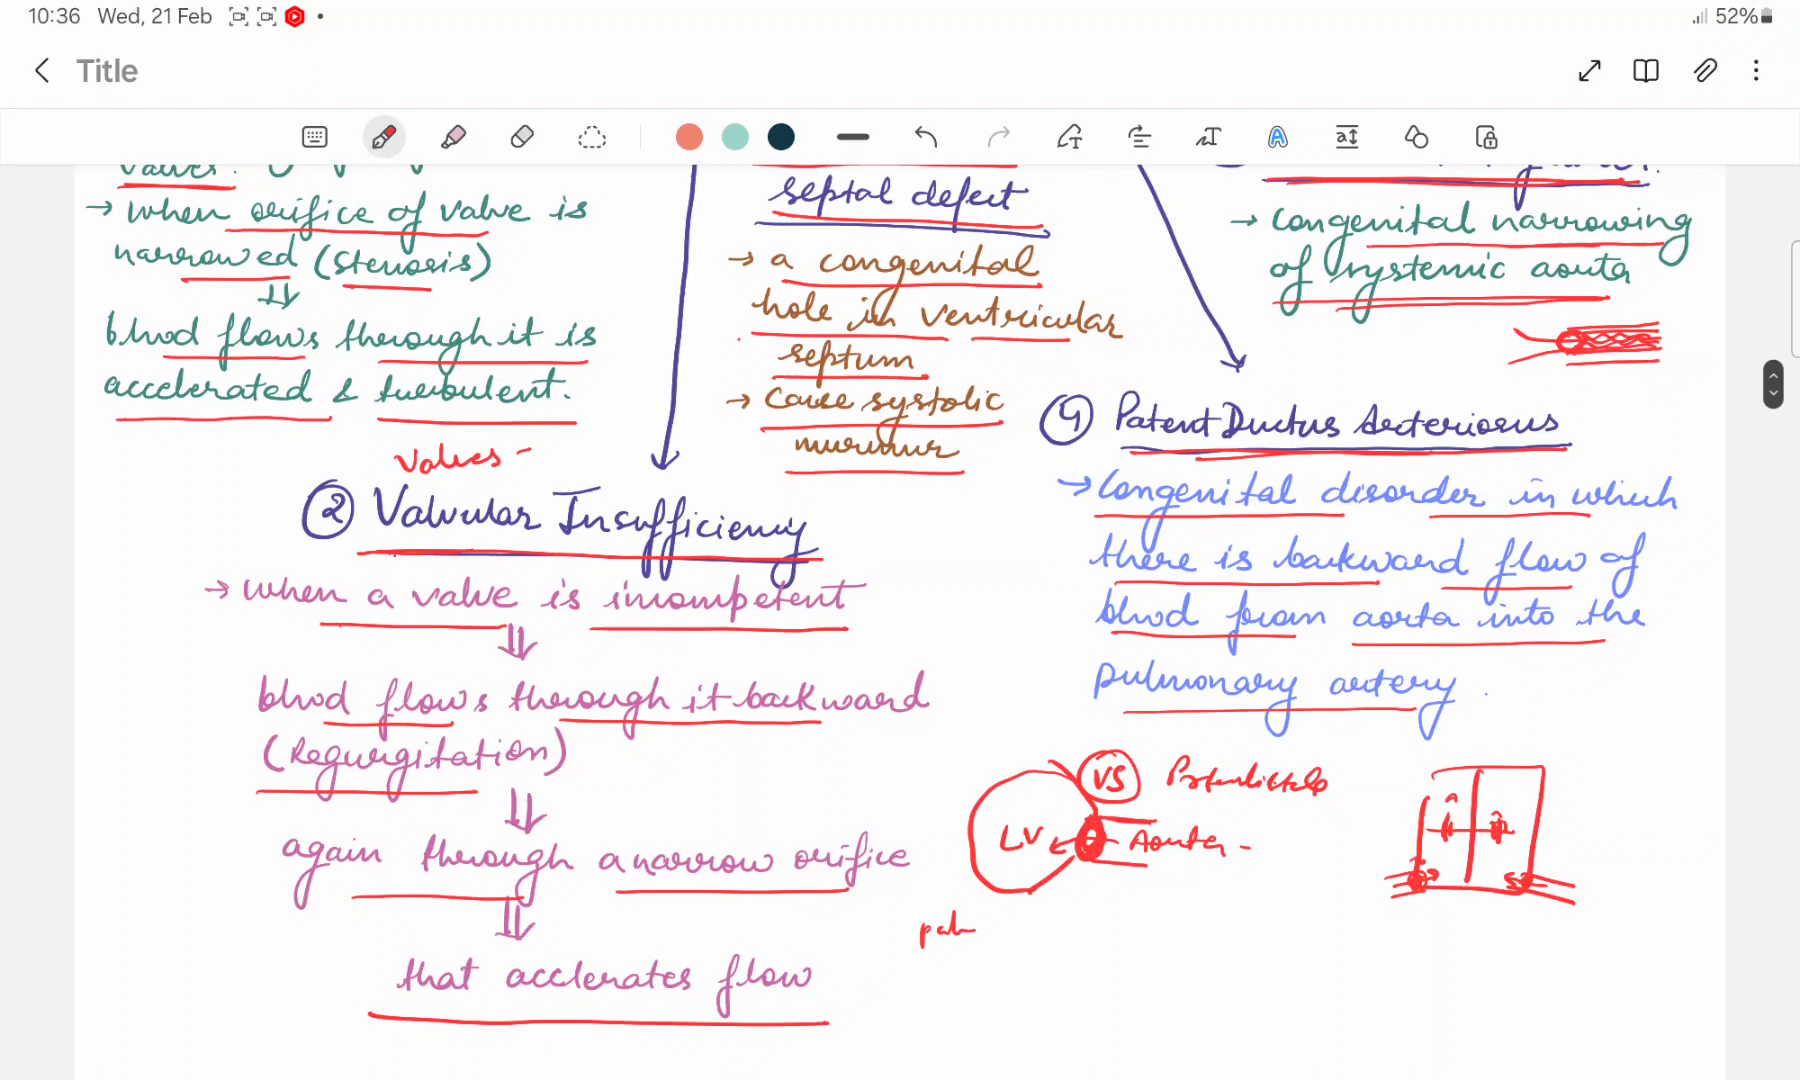 10:36 Wed, 21 Feb
52%
Title
valves.
→ when orifice of valve is
narrowed (stenosis)
blood flows through it is
accelerated & turbulent.
valves -
② Valvular Insufficiency
→ when a valve is incompetent
blood flows through it backward
(Regurgitation)
again through a narrow orifice
that acclerates flow
septal defect
→ a congenital
hole in ventricular
septum
→ Cause systolic
murmur
→ congenital narrowing
of systemic aorta
④ Patent Ductus Arteriosus
→ Congenital disorder in which
there is backward flow of
blood from aorta into the
pulmonary artery.
VS
LV
Aorta -